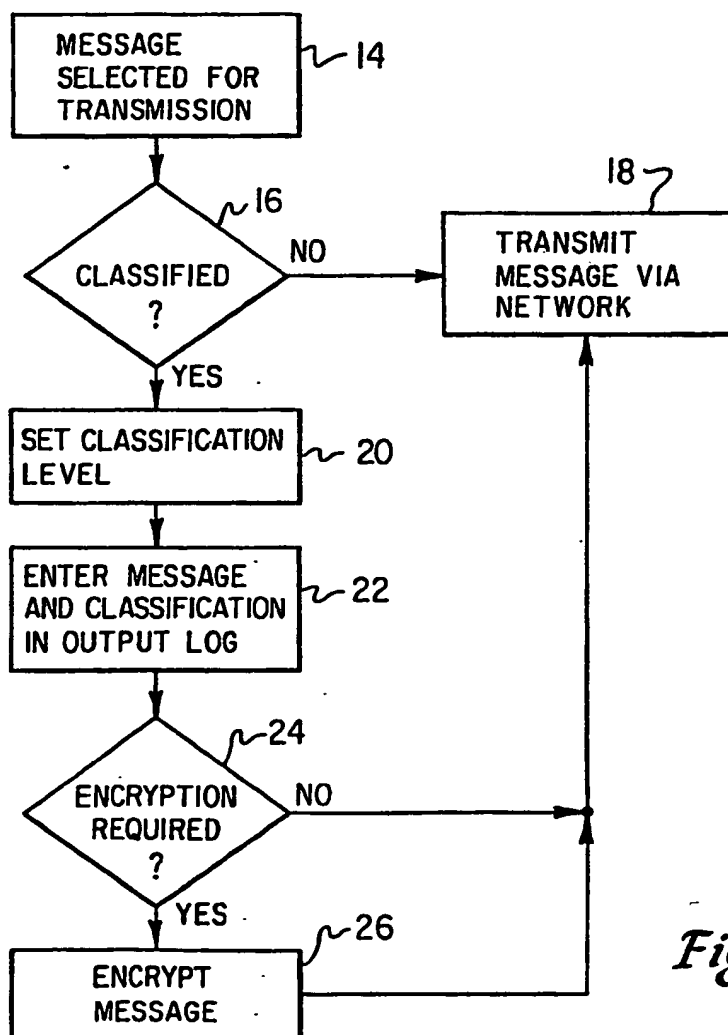 MESSAGE
SELECTED FOR
TRANSMISSION
14
16
CLASSIFIED
?
NO
18
TRANSMIT
MESSAGE VIA
NETWORK
YES
SET CLASSIFICATION
LEVEL
20
ENTER MESSAGE
AND CLASSIFICATION
IN OUTPUT LOG
22
24
ENCRYPTION
REQUIRED
?
NO
YES
26
ENCRYPT
MESSAGE
Fig